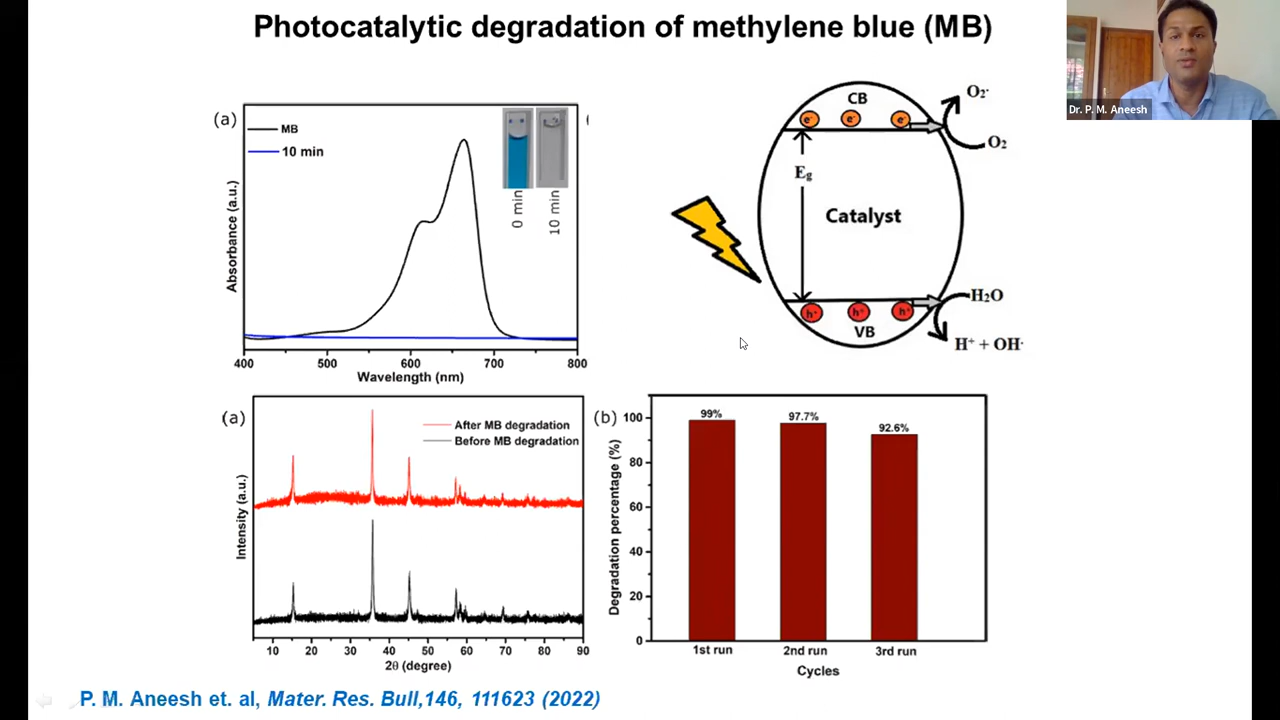 Photocatalytic degradation of methylene blue (MB)
Dr. P. M. Aneesh
(a)
MB
10 min
0 min
10 min
Absorbance (a.u.)
400 500 600 700 800
Wavelength (nm)
(
CB
e⁻ e⁻ e⁻
O₂·
O₂
Eg
Catalyst
h⁺ h⁺ h⁺
VB
H₂O
H⁺ + OH·
(a)
After MB degradation
Before MB degradation
Intensity (a.u.)
10 20 30 40 50 60 70 80 90
2θ (degree)
(b)
Degradation percentage (%)
100
80
60
40
20
0
99%
97.7%
92.6%
1st run 2nd run 3rd run
Cycles
P. M. Aneesh et. al, Mater. Res. Bull,146, 111623 (2022)